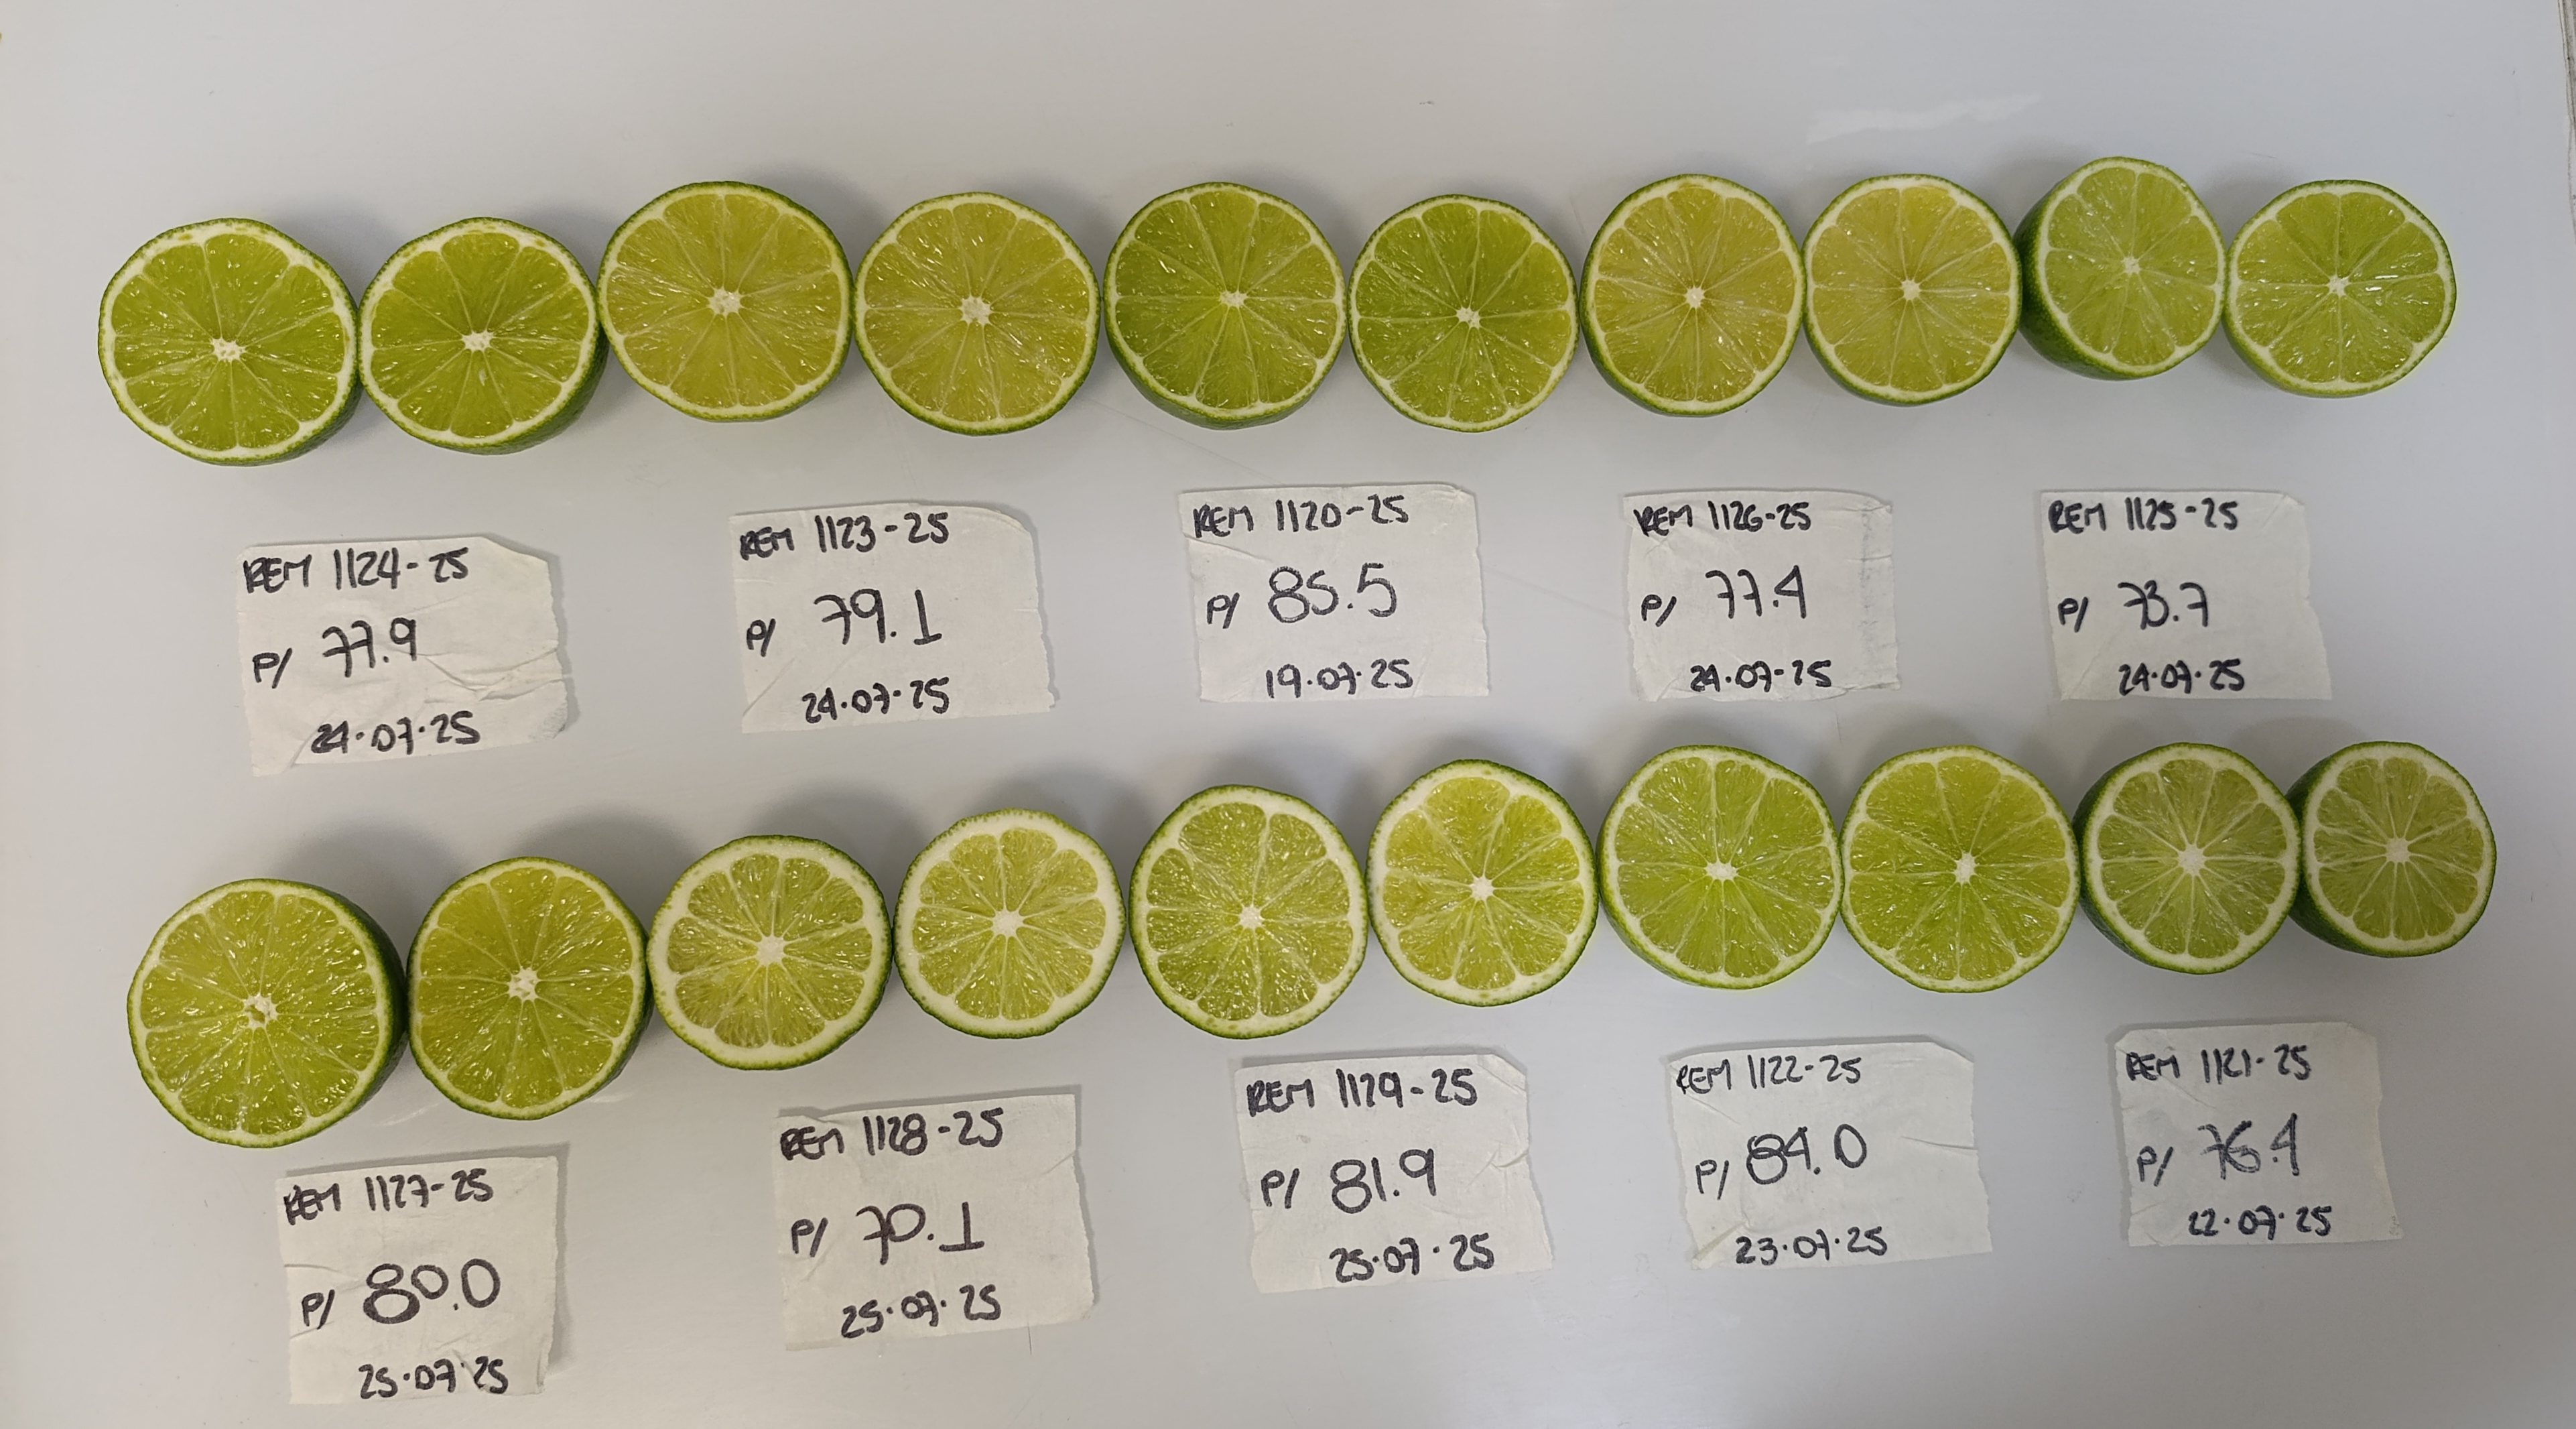 REM 1124-25
P/ 77.9
24.07.25
REM 1123-25
P/ 79.1
24.07.25
REM 1120-25
P/ 85.5
19.07.25
REM 1126-25
P/ 77.4
24.07-25
REM 1125-25
P/ 73.7
24.07.25
REM 1127-25
P/ 80.0
25.07.25
REM 1128-25
P/ 70.1
25.07.25
REM 1129-25
P/ 81.9
25.07.25
REM 1122-25
P/ 84.0
23.07.25
REM 1121-25
P/ 76.4
22.07.25